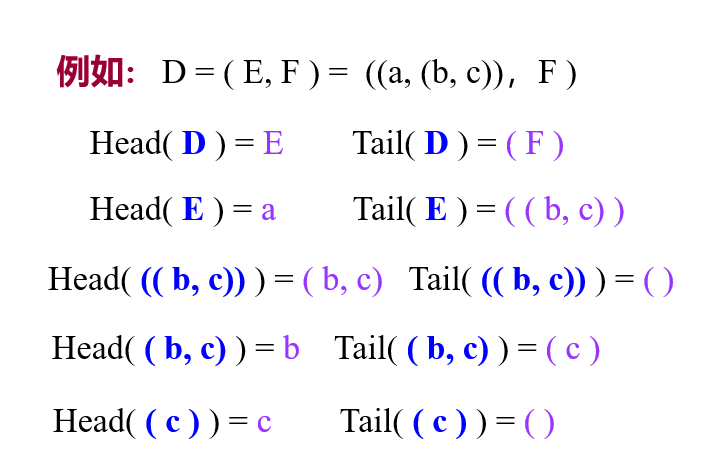 例如: D = ( E, F ) = ((a, (b, c)), F )
Head( D ) = E Tail( D ) = ( F )
Head( E ) = a Tail( E ) = ( ( b, c) )
Head( (( b, c)) ) = ( b, c) Tail( (( b, c)) ) = ( )
Head( ( b, c) ) = b Tail( ( b, c) ) = ( c )
Head( ( c ) ) = c Tail( ( c ) ) = ( )